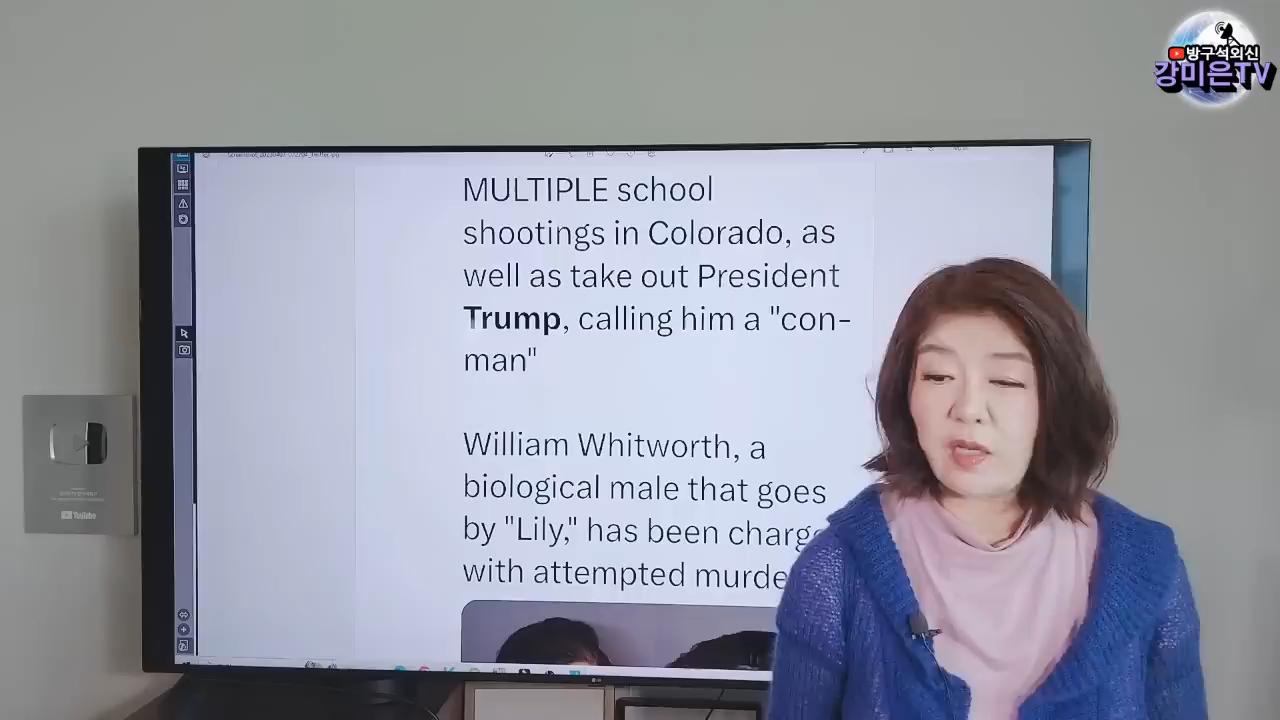 방구석외신
강미은TV
MULTIPLE school
shootings in Colorado, as
well as take out President
Trump, calling him a "con-
man"
William Whitworth, a
biological male that goes
by "Lily," has been charg
with attempted murde
YouTube
LG